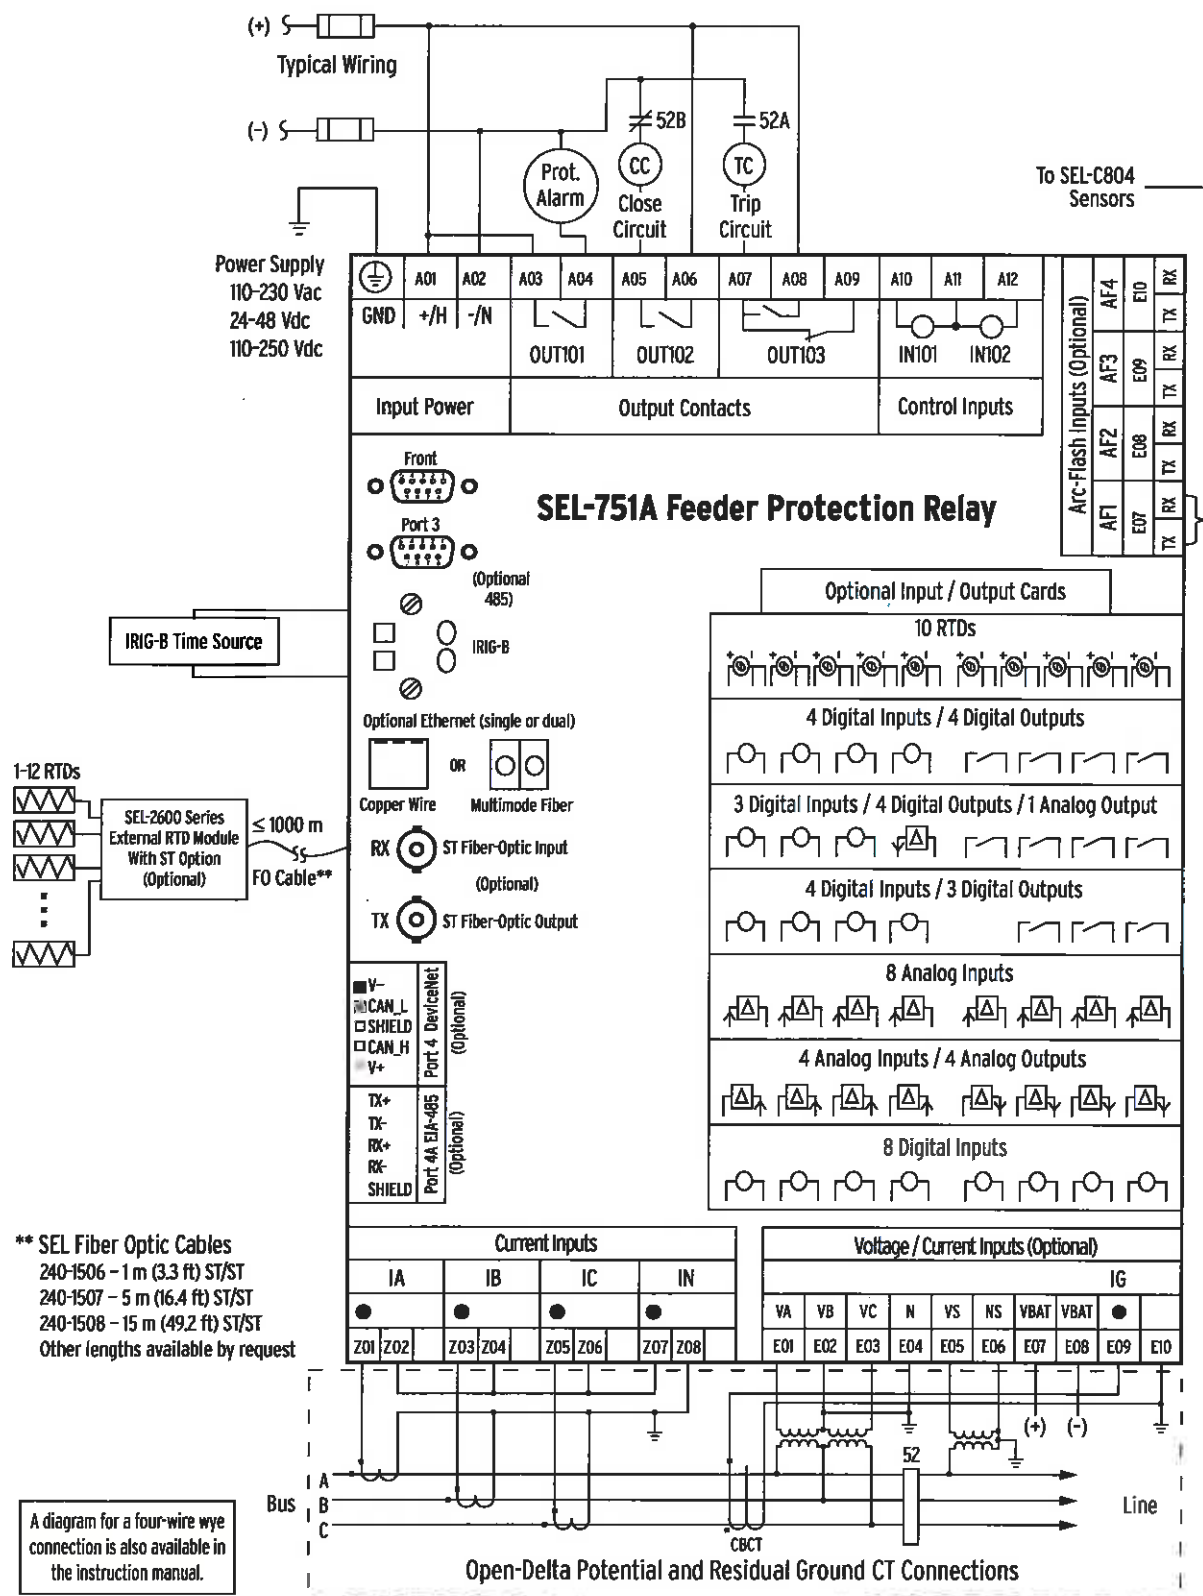 (+)
Typical Wiring
(-)
52B
52A
CC
TC
Prot.
Alarm
Close
Circuit
Trip
Circuit
To SEL-C804
Sensors
Power Supply
110-230 Vac
24-48 Vdc
110-250 Vdc
A01 A02 A03 A04 A05 A06 A07 A08 A09 A10 A11 A12
GND +/H -/N
OUT101 OUT102 OUT103 IN101 IN102
Input Power
Output Contacts
Control Inputs
Arc-Flash Inputs (Optional)
AF4 E10 RX TX
AF3 E09 RX TX
AF2 E08 RX TX
AF1 E07 RX TX
Front
SEL-751A Feeder Protection Relay
Port 3
(Optional
485)
IRIG-B Time Source
IRIG-B
Optional Ethernet (single or dual)
OR
Copper Wire
Multimode Fiber
1-12 RTDs
SEL-2600 Series
External RTD Module
With ST Option
(Optional)
≤ 1000 m
FO Cable**
RX
ST Fiber-Optic Input
(Optional)
TX
ST Fiber-Optic Output
V-
CAN_L
SHIELD
CAN_H
V+
Port 4 DeviceNet
(Optional)
TX+
TX-
RX+
RX-
SHIELD
Port 4A EIA-485
(Optional)
Optional Input / Output Cards
10 RTDs
+ - + - + - + - + - + - + - + - + - + -
4 Digital Inputs / 4 Digital Outputs
3 Digital Inputs / 4 Digital Outputs / 1 Analog Output
4 Digital Inputs / 3 Digital Outputs
8 Analog Inputs
4 Analog Inputs / 4 Analog Outputs
8 Digital Inputs
** SEL Fiber Optic Cables
240-1506 - 1 m (3.3 ft) ST/ST
240-1507 - 5 m (16.4 ft) ST/ST
240-1508 - 15 m (49.2 ft) ST/ST
Other lengths available by request
Current Inputs
IA IB IC IN
Z01 Z02 Z03 Z04 Z05 Z06 Z07 Z08
Voltage / Current Inputs (Optional)
IG
VA VB VC N VS NS VBAT VBAT
E01 E02 E03 E04 E05 E06 E07 E08 E09 E10
(+) (-)
52
Bus
A
B
C
Line
CBCT
Open-Delta Potential and Residual Ground CT Connections
A diagram for a four-wire wye
connection is also available in
the instruction manual.